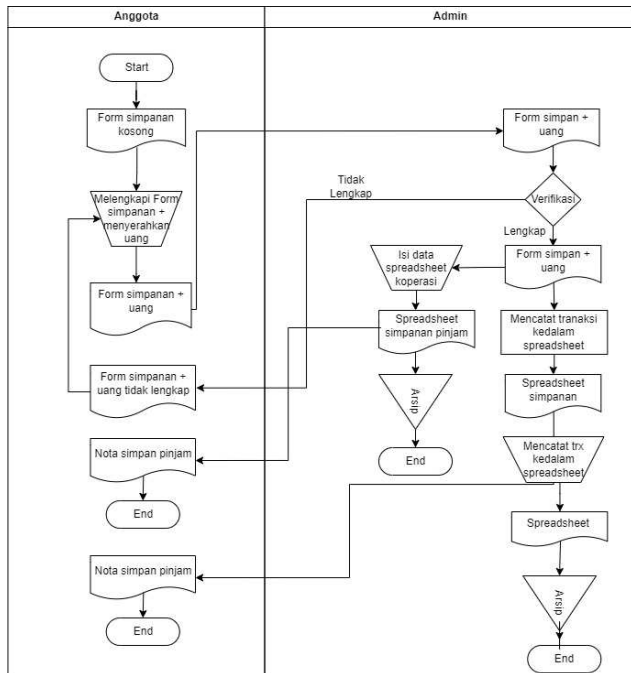 Anggota
Admin
Start
Form simpanan
kosong
Melengkapi Form
simpanan +
menyerahkan
uang
Form simpanan +
uang
Form simpanan +
uang tidak lengkap
Nota simpan pinjam
End
Nota simpan pinjam
End
Form simpan +
uang
Verifikasi
Tidak
Lengkap
Lengkap
Form simpan +
uang
Isi data
spreadsheet
koperasi
Spreadsheet
simpanan pinjam
Arsip
End
Mencatat tranaksi
kedalam
spreadsheet
Spreadsheet
simpanan
Mencatat trx
kedalam
spreadsheet
Spreadsheet
Arsip
End